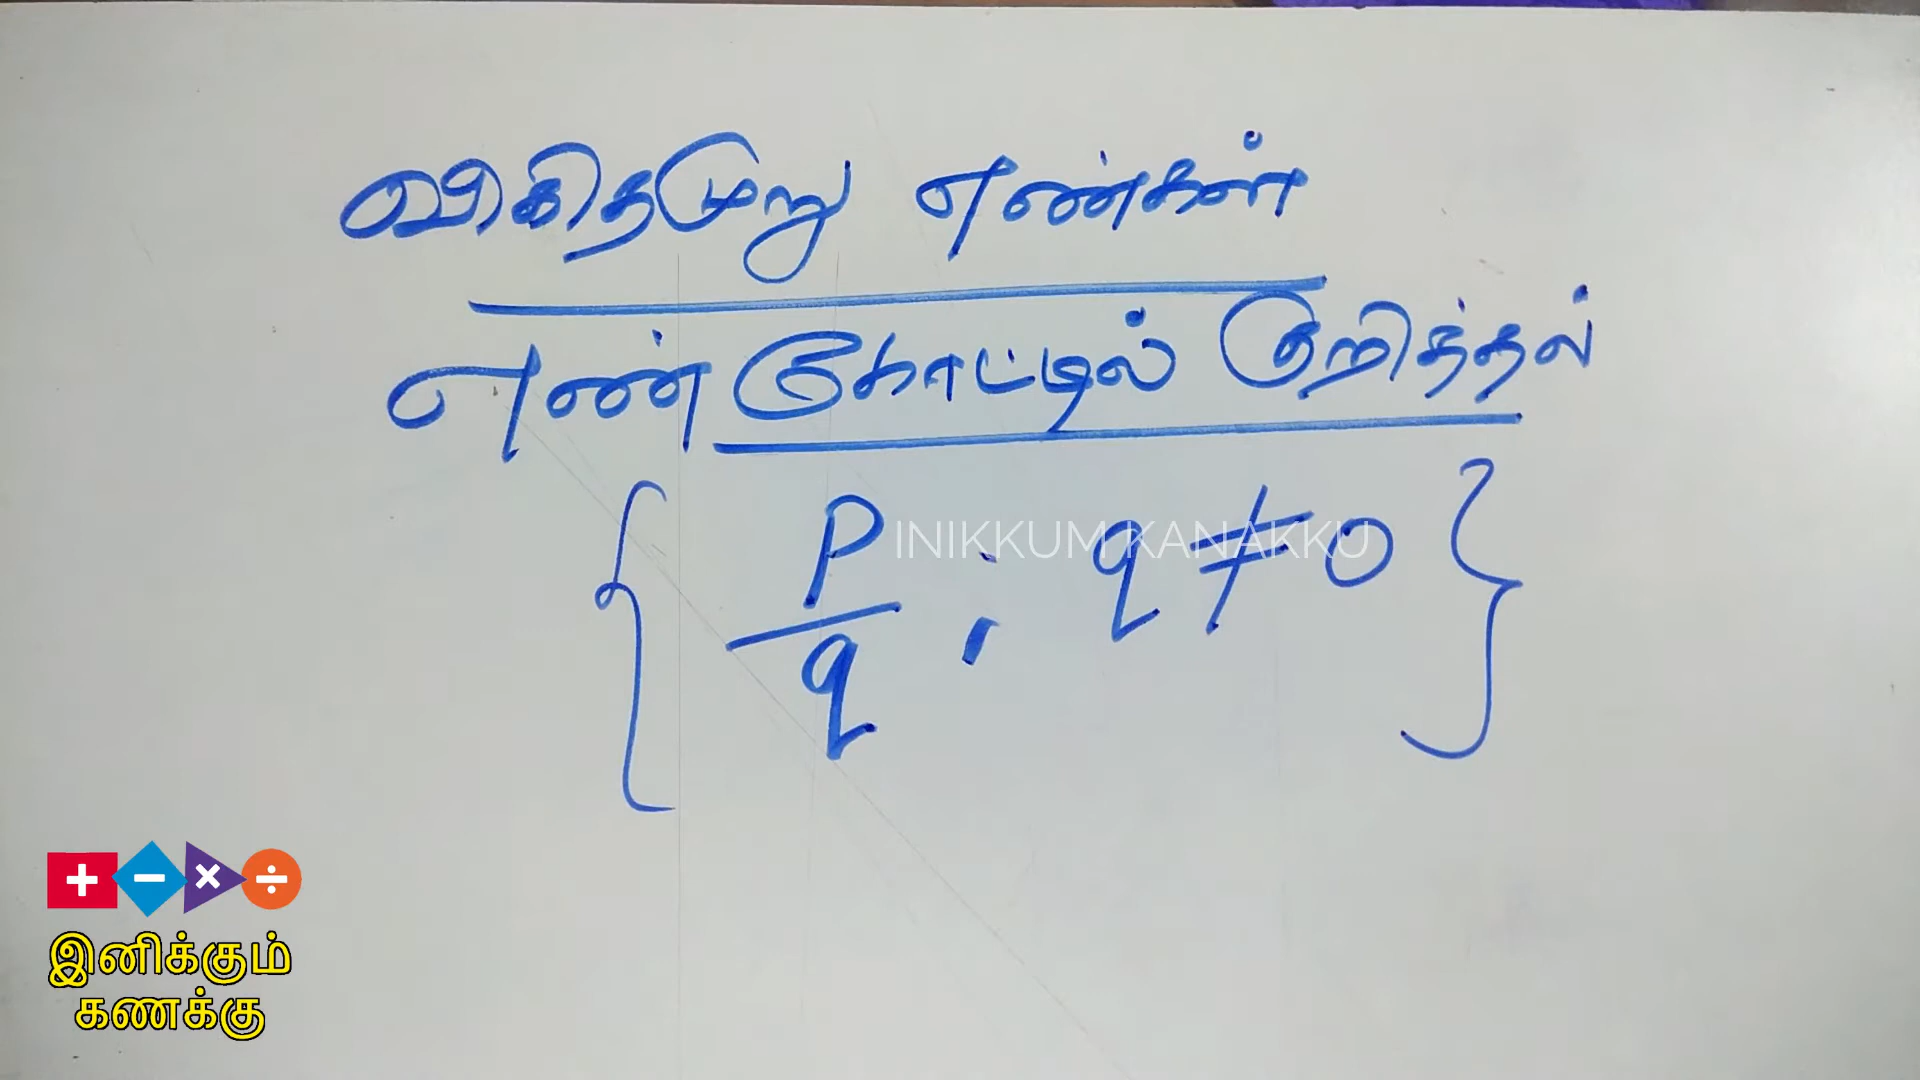 விகிதமுறு எண்கள்
எண் கோட்டில் குறித்தல்
{ p/q ; q ≠ 0 }
INIKKUM KANAKKU
+ − × ÷
இனிக்கும்
கணக்கு